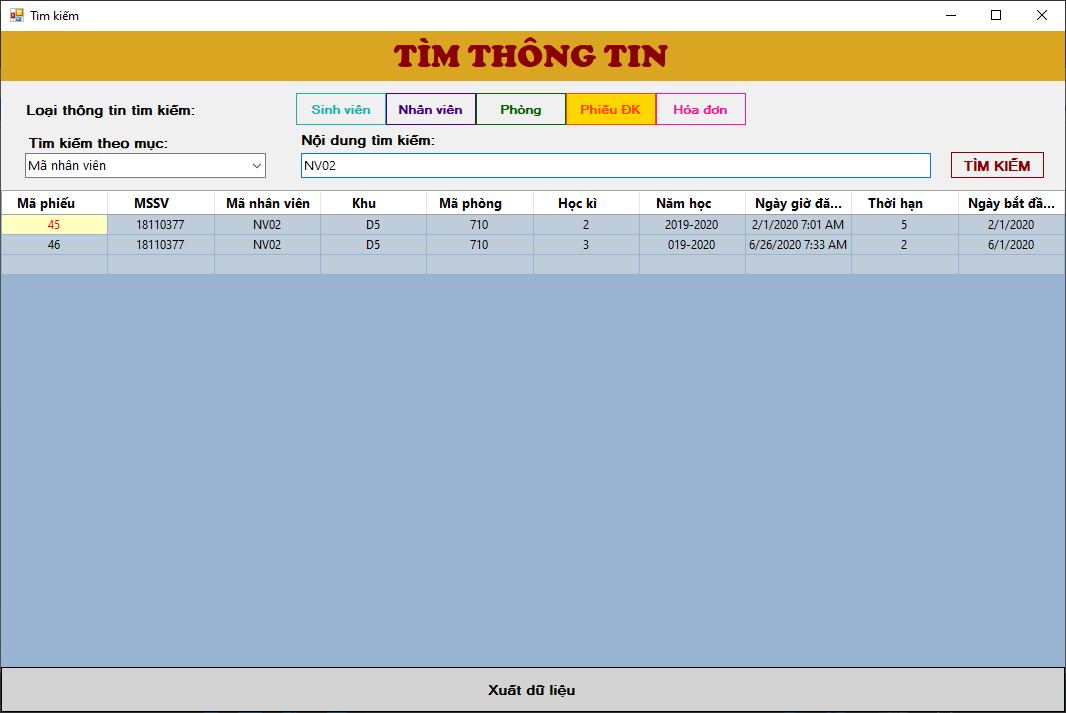 Tìm kiếm
TÌM THÔNG TIN
Loại thông tin tìm kiếm:
Sinh viên Nhân viên Phòng Phiếu ĐK Hóa đơn
Tìm kiếm theo mục:
Nội dung tìm kiếm:
Mã nhân viên
NV02
TÌM KIẾM
Mã phiếu MSSV Mã nhân viên Khu Mã phòng Học kì Năm học Ngày giờ đă... Thời hạn Ngày bắt đầ...
45 18110377 NV02 D5 710 2 2019-2020 2/1/2020 7:01 AM 5 2/1/2020
46 18110377 NV02 D5 710 3 019-2020 6/26/2020 7:33 AM 2 6/1/2020
Xuất dữ liệu